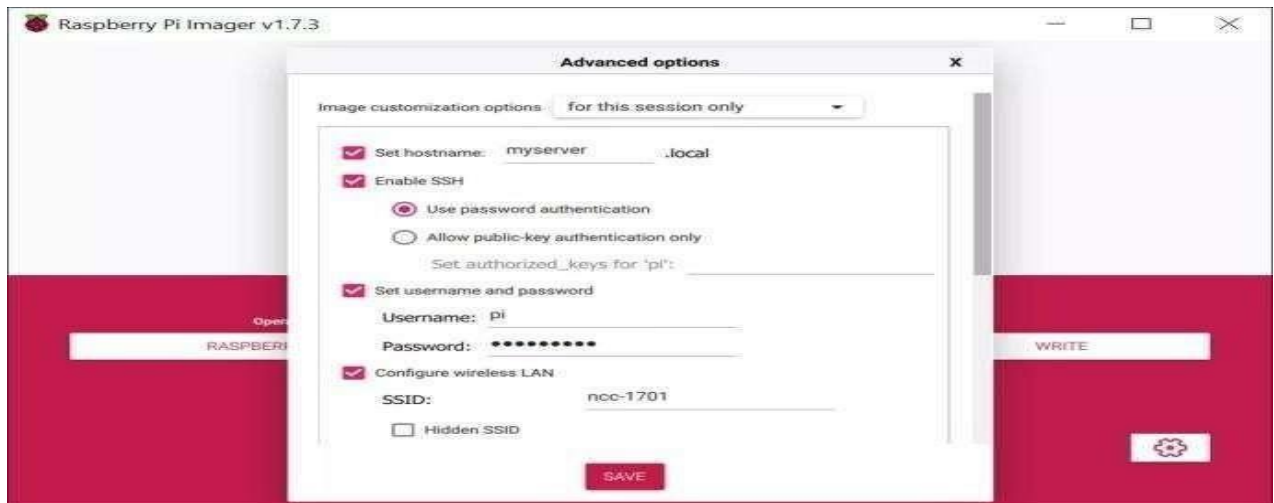 Raspberry Pi Imager v1.7.3
Advanced options
x
Image customization options for this session only
Set hostname: myserver .local
Enable SSH
Use password authentication
Allow public-key authentication only
Set authorized_keys for 'pi':
Set username and password
Oper
Username: pi
RASPBERR
Password: •••••••••
WRITE
Configure wireless LAN
SSID: ncc-1701
Hidden SSID
SAVE